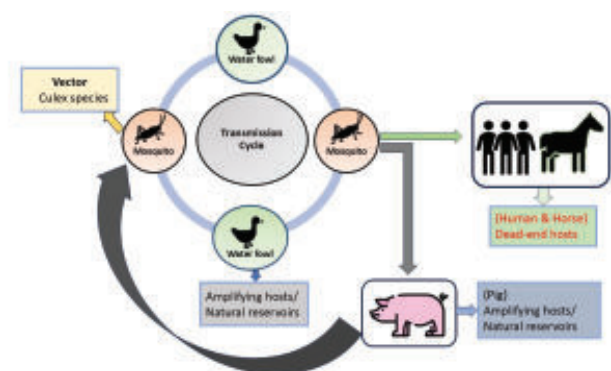 Water fowl
Vector
Culex species
Mosquito
Transmission
Cycle
Mosquito
(Human & Horse)
Dead-end hosts
Water fowl
Amplifying hosts/
Natural reservoirs
(Pig)
Amplifying hosts/
Natural reservoirs